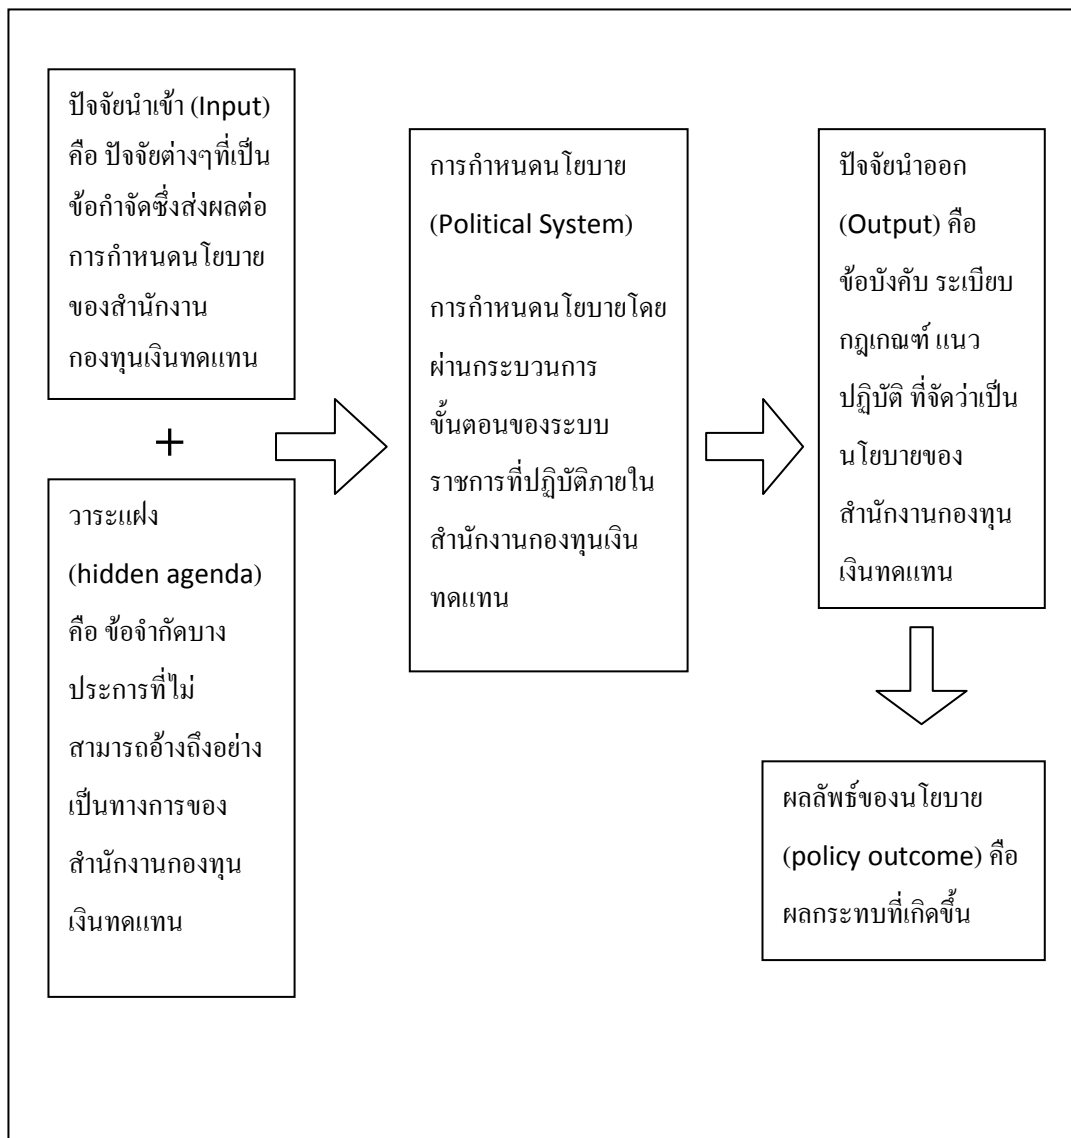 ปัจจัยนำเข้า (Input)
คือ ปัจจัยต่างๆที่เป็น
ข้อกำจัดซึ่งส่งผลต่อ
การกำหนดนโยบาย
ของสำนักงาน
กองทุนเงินทดแทน
+
วาระแฝง
(hidden agenda)
คือ ข้อจำกัดบาง
ประการที่ไม่
สามารถอ้างถึงอย่าง
เป็นทางการของ
สำนักงานกองทุน
เงินทดแทน
การกำหนดนโยบาย
(Political System)
การกำหนดนโยบายโดย
ผ่านกระบวนการ
ขั้นตอนของระบบ
ราชการที่ปฏิบัติภายใน
สำนักงานกองทุนเงิน
ทดแทน
ปัจจัยนำออก
(Output) คือ
ข้อบังคับ ระเบียบ
กฎเกณฑ์ แนว
ปฏิบัติ ที่จัดว่าเป็น
นโยบายของ
สำนักงานกองทุน
เงินทดแทน
ผลลัพธ์ของนโยบาย
(policy outcome) คือ
ผลกระทบที่เกิดขึ้น